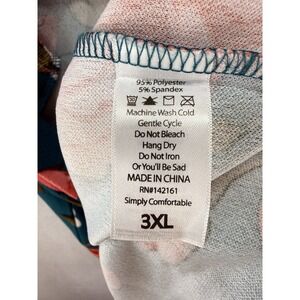 95% Polyester
5% Spandex
Machine Wash Cold
Gentle Cycle
Do Not Bleach
Hang Dry
Do Not Iron
Or You'll Be Sad
MADE IN CHINA
RN#142161
Simply Comfortable
3XL